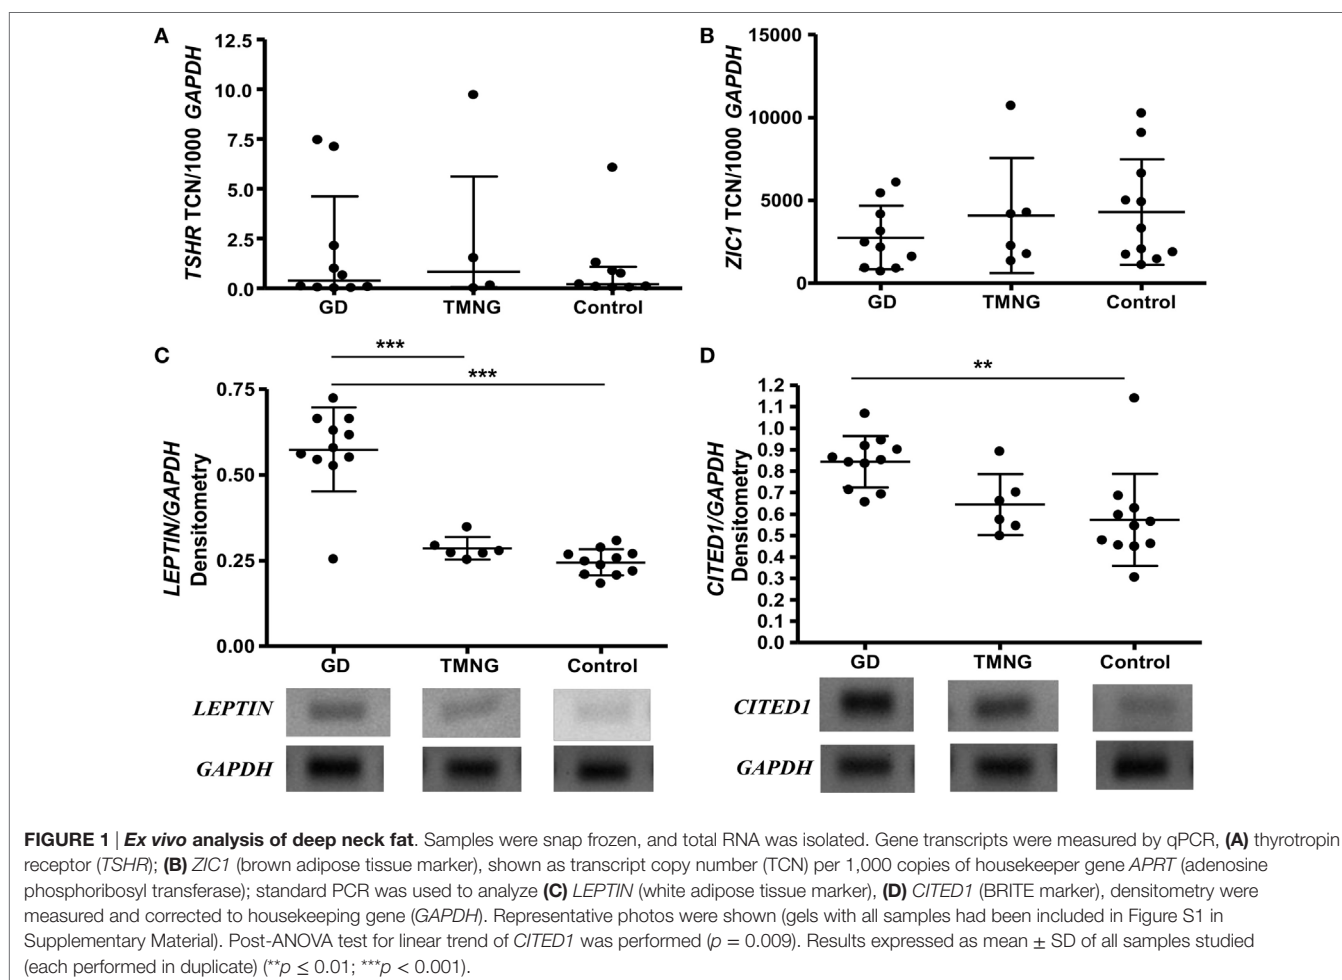 A
TSHR TCN/1000 GAPDH
12.5
10.0
7.5
5.0
2.5
0.0
GD
TMNG
Control
B
ZIC1 TCN/1000 GAPDH
15000
10000
5000
0
GD
TMNG
Control
C
***
***
LEPTIN/GAPDH
Densitometry
0.75
0.50
0.25
0.00
GD
TMNG
Control
LEPTIN
GAPDH
D
**
CITED1/GAPDH
Densitometry
1.2
1.1
1.0
0.9
0.8
0.7
0.6
0.5
0.4
0.3
0.2
0.1
0.0
GD
TMNG
Control
CITED1
GAPDH
FIGURE 1 | Ex vivo analysis of deep neck fat. Samples were snap frozen, and total RNA was isolated. Gene transcripts were measured by qPCR, (A) thyrotropin
receptor (TSHR); (B) ZIC1 (brown adipose tissue marker), shown as transcript copy number (TCN) per 1,000 copies of housekeeper gene APRT (adenosine
phosphoribosyl transferase); standard PCR was used to analyze (C) LEPTIN (white adipose tissue marker), (D) CITED1 (BRITE marker), densitometry were
measured and corrected to housekeeping gene (GAPDH). Representative photos were shown (gels with all samples had been included in Figure S1 in
Supplementary Material). Post-ANOVA test for linear trend of CITED1 was performed (p = 0.009). Results expressed as mean ± SD of all samples studied
(each performed in duplicate) (**p ≤ 0.01; ***p < 0.001).